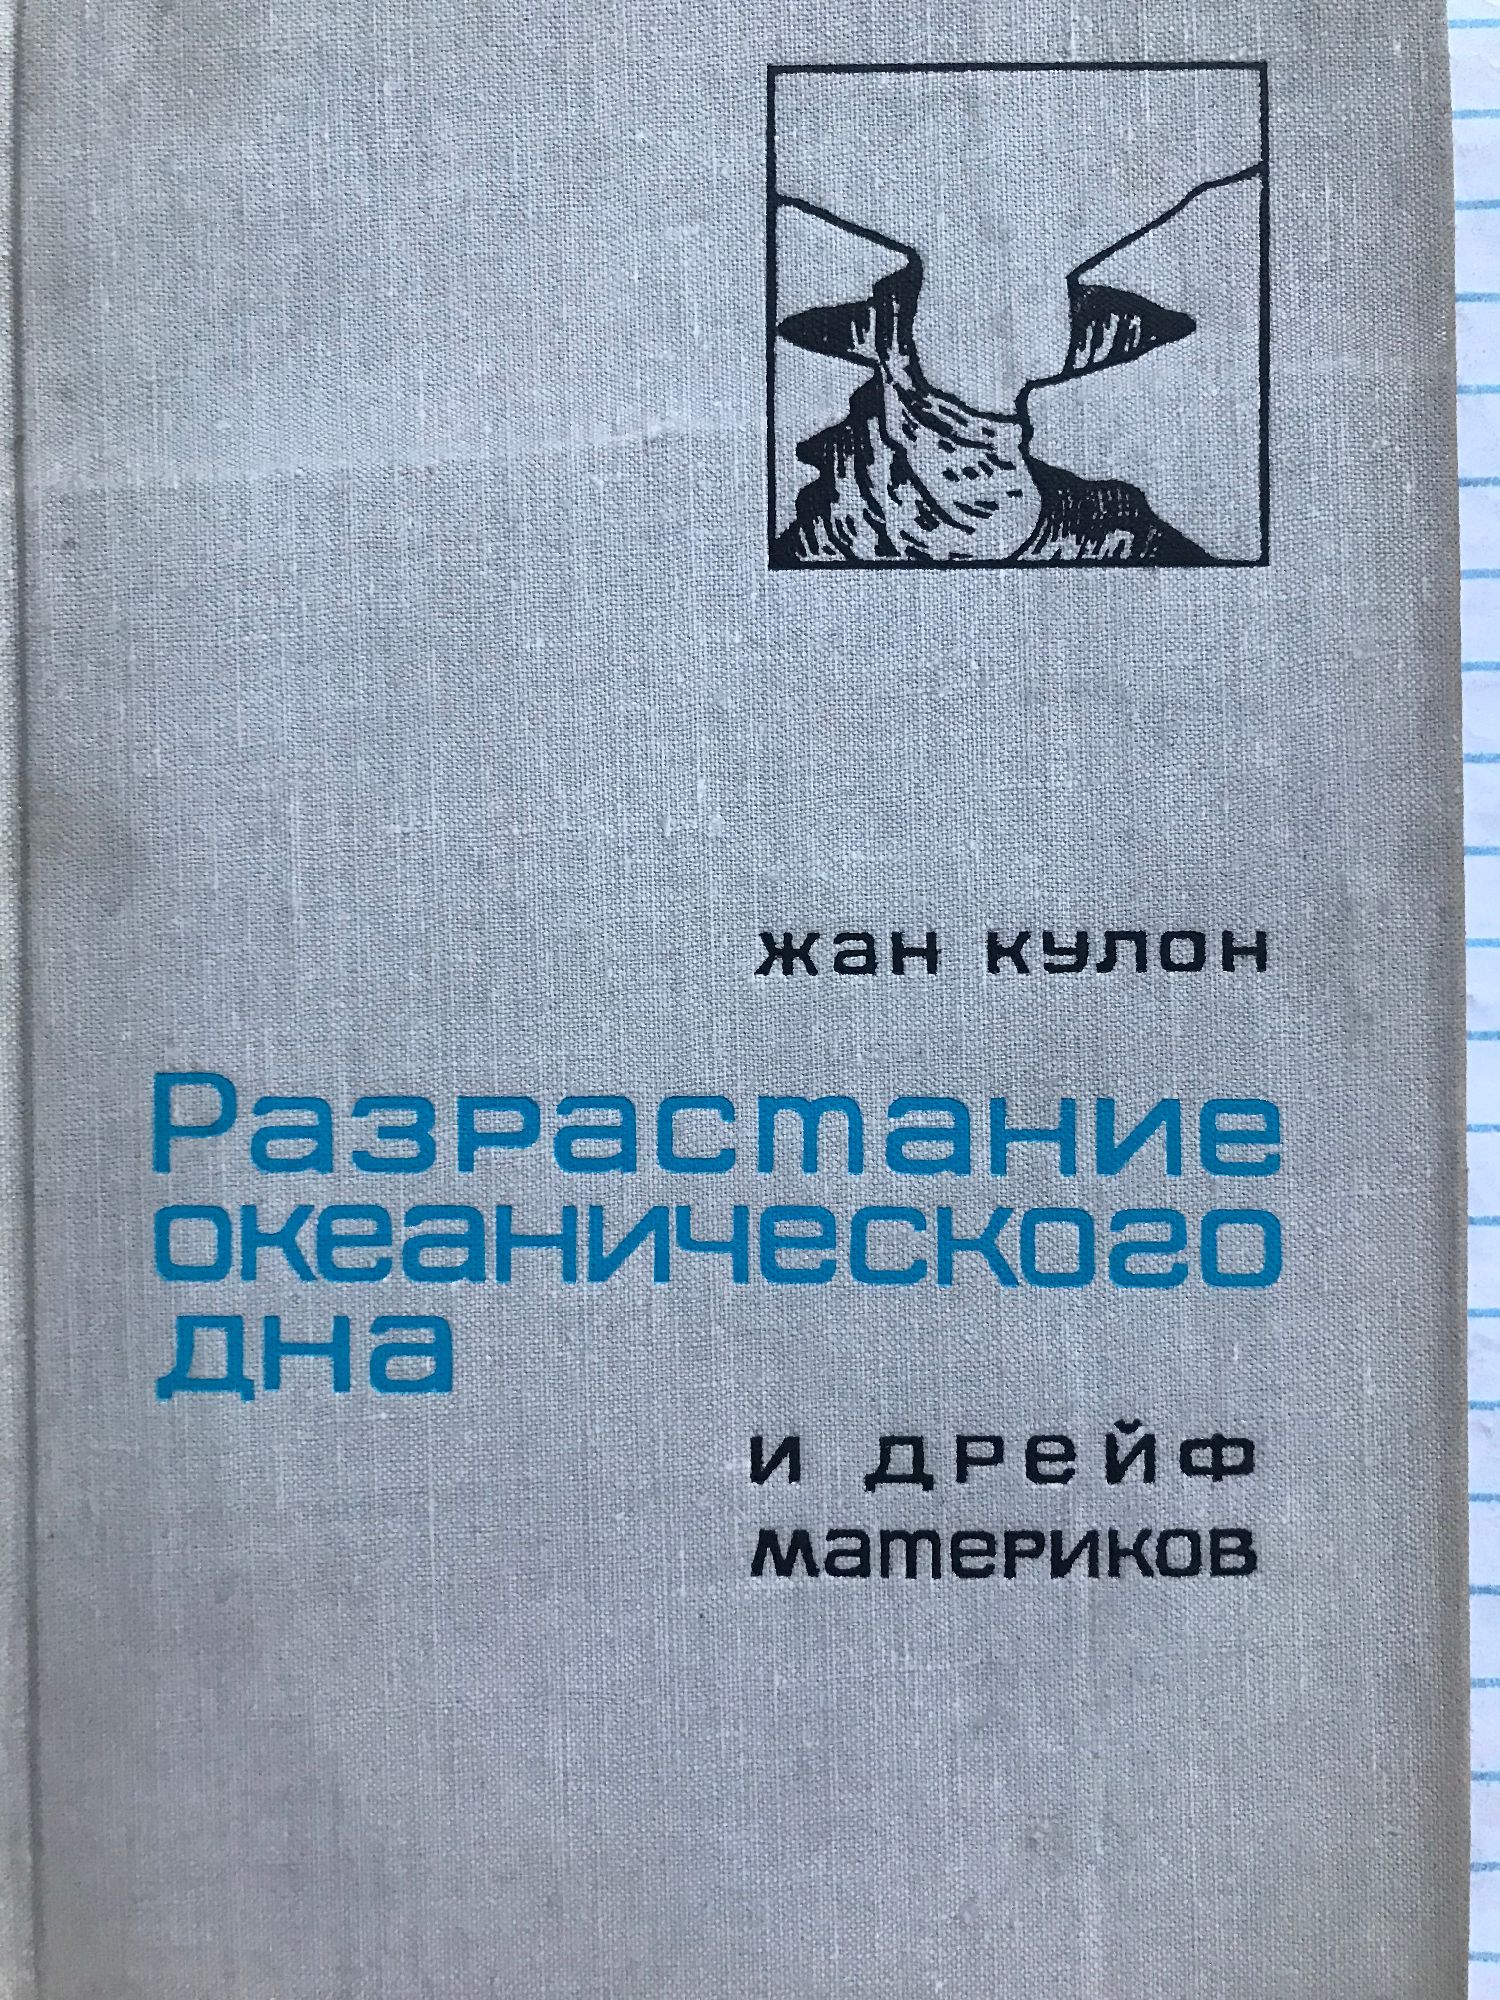 жан кулон
Разрастание
океанического
дна
и дрейф
материков